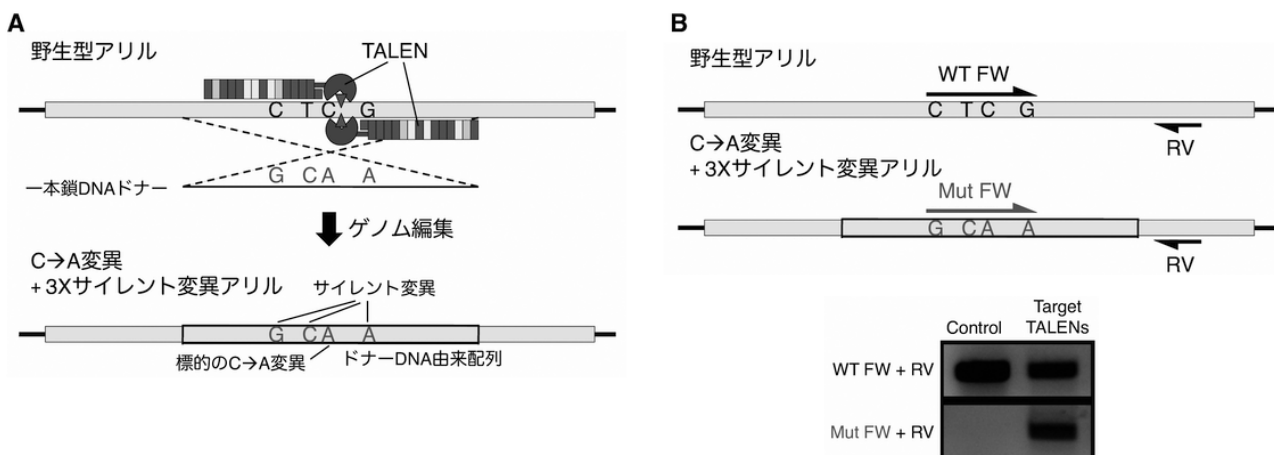 A
野生型アリル
TALEN
C TC G
G CA A
一本鎖DNAドナー
ゲノム編集
C→A変異
+ 3Xサイレント変異アリル
サイレント変異
G CA A
標的のC→A変異
ドナーDNA由来配列
B
野生型アリル
WT FW
C TC G
RV
C→A変異
+ 3Xサイレント変異アリル
Mut FW
G CA A
RV
Control
Target
TALENs
WT FW + RV
Mut FW + RV